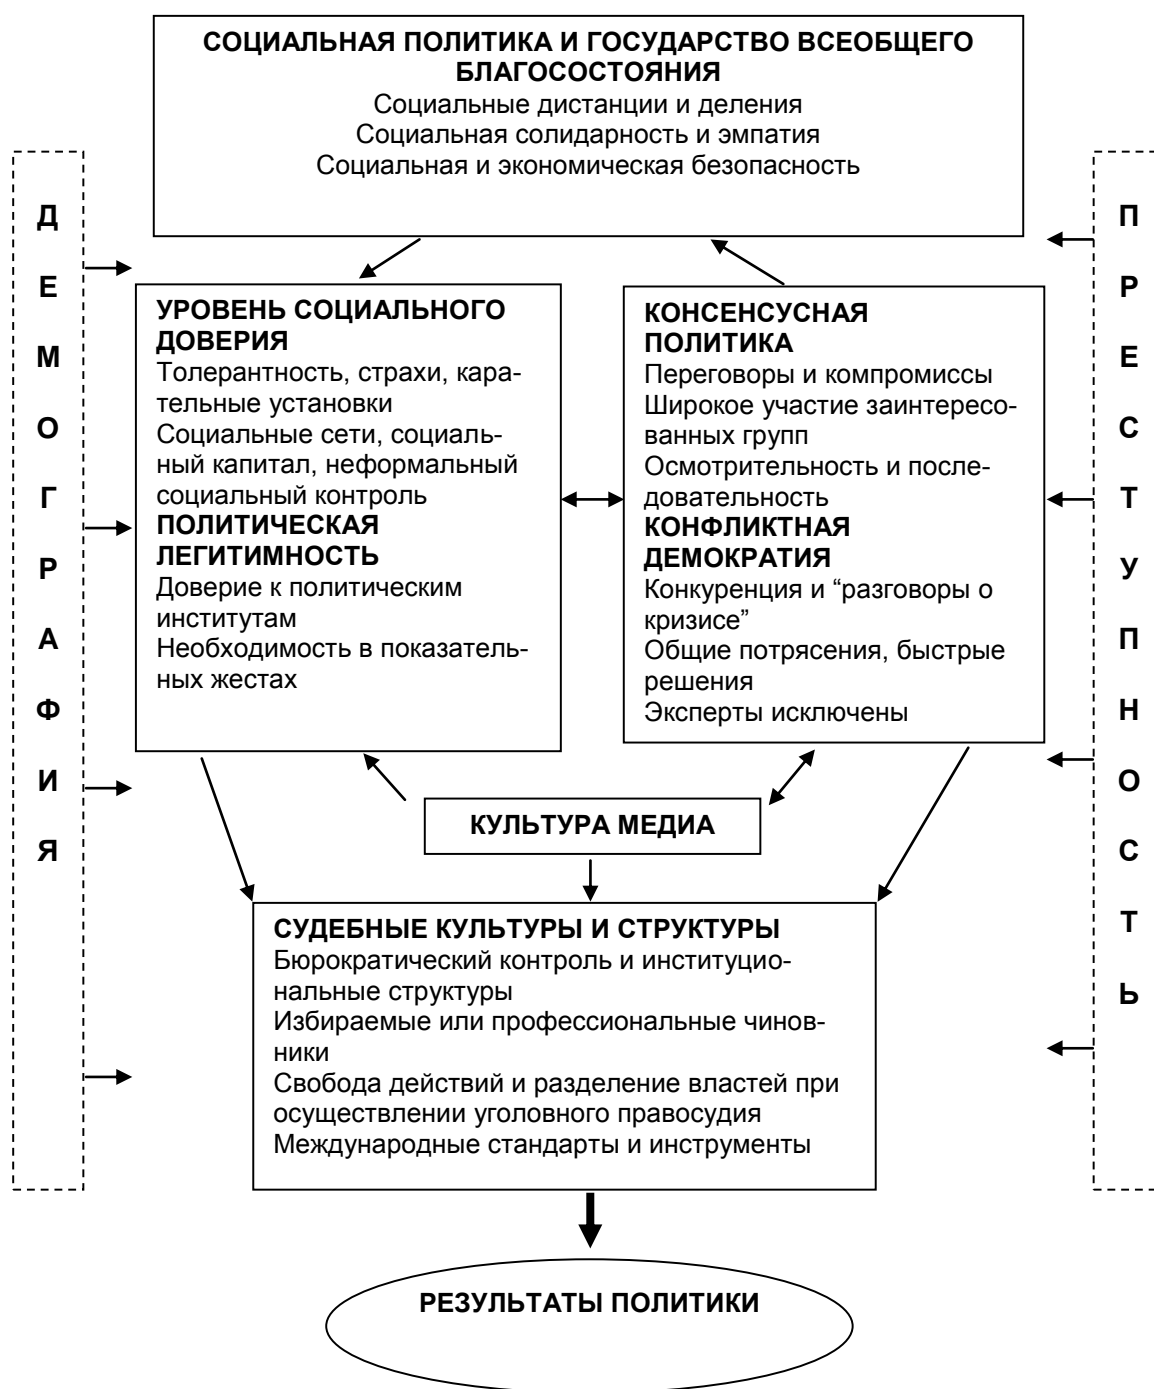 СОЦИАЛЬНАЯ ПОЛИТИКА И ГОСУДАРСТВО ВСЕОБЩЕГО
БЛАГОСОСТОЯНИЯ
Социальные дистанции и деления
Социальная солидарность и эмпатия
Социальная и экономическая безопасность
ДЕМОГРАФИЯ
УРОВЕНЬ СОЦИАЛЬНОГО
ДОВЕРИЯ
Толерантность, страхи, кара-
тельные установки
Социальные сети, социаль-
ный капитал, неформальный
социальный контроль
ПОЛИТИЧЕСКАЯ
ЛЕГИТИМНОСТЬ
Доверие к политическим
институтам
Необходимость в показатель-
ных жестах
КОНСЕНСУСНАЯ
ПОЛИТИКА
Переговоры и компромиссы
Широкое участие заинтересо-
ванных групп
Осмотрительность и после-
довательность
КОНФЛИКТНАЯ
ДЕМОКРАТИЯ
Конкуренция и “разговоры о
кризисе”
Общие потрясения, быстрые
решения
Эксперты исключены
ПРЕСТУПНОСТЬ
КУЛЬТУРА МЕДИА
СУДЕБНЫЕ КУЛЬТУРЫ И СТРУКТУРЫ
Бюрократический контроль и институцио-
нальные структуры
Избираемые или профессиональные чинов-
ники
Свобода действий и разделение властей при
осуществлении уголовного правосудия
Международные стандарты и инструменты
РЕЗУЛЬТАТЫ ПОЛИТИКИ